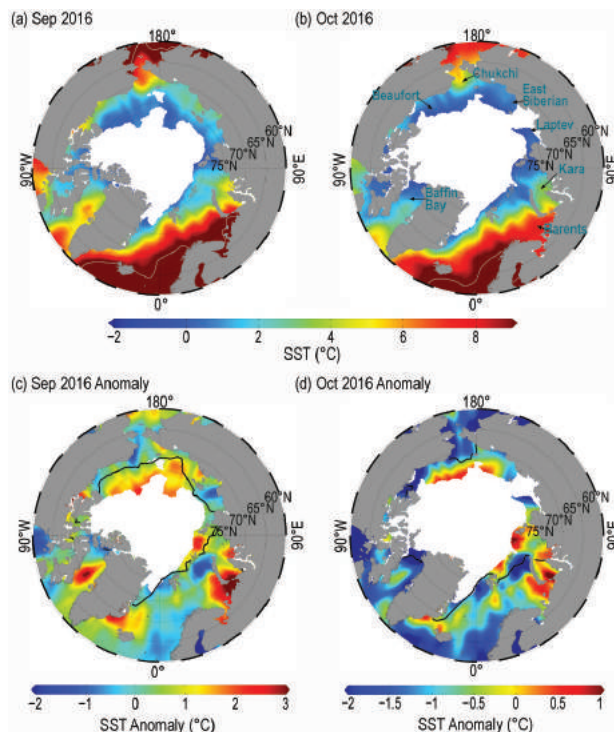 (a) Sep 2016
(b) Oct 2016
180°
180°
Chukchi
Beaufort
East
Siberian
Laptev
60°N
65°N
70°N
75°N
60°N
65°N
70°N
75°N
90°W
90°E
90°W
90°E
Kara
Baffin
Bay
Barents
0°
0°
−2 0 2 4 6 8
SST (°C)
(c) Sep 2016 Anomaly
(d) Oct 2016 Anomaly
180°
180°
60°N
65°N
70°N
75°N
60°N
65°N
70°N
75°N
90°W
90°E
90°W
90°E
0°
0°
−2 −1 0 1 2 3
−2 −1.5 −1 −0.5 0 0.5 1
SST Anomaly (°C)
SST Anomaly (°C)